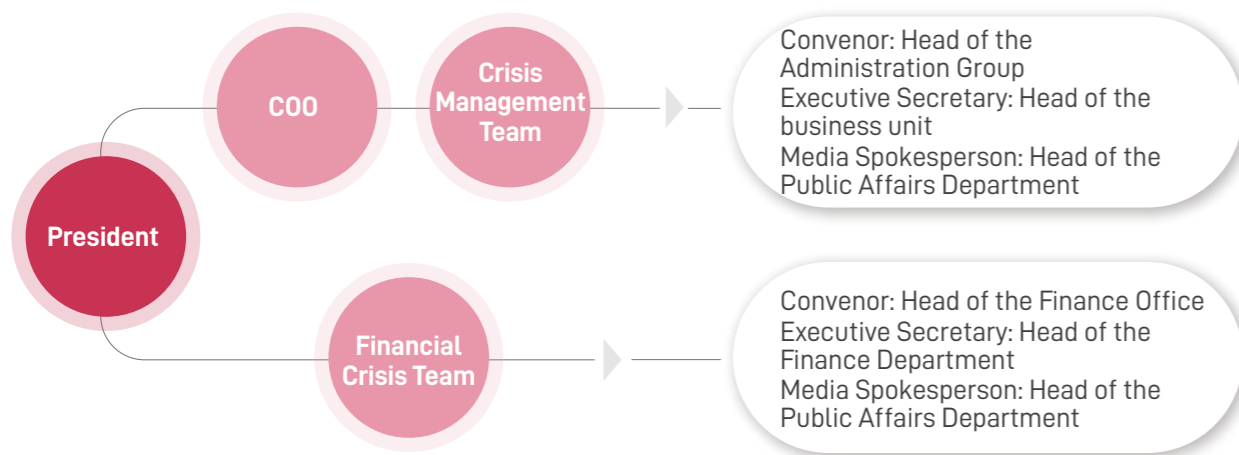 President
COO
Crisis
Management
Team
Convenor: Head of the
Administration Group
Executive Secretary: Head of the
business unit
Media Spokesperson: Head of the
Public Affairs Department
Financial
Crisis Team
Convenor: Head of the Finance Office
Executive Secretary: Head of the
Finance Department
Media Spokesperson: Head of the
Public Affairs Department